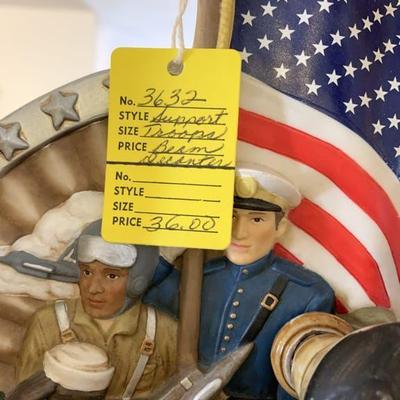 No. 3632
STYLE Support
SIZE Troops
PRICE Beam
Decanter
No.
STYLE
SIZE
PRICE 36.00